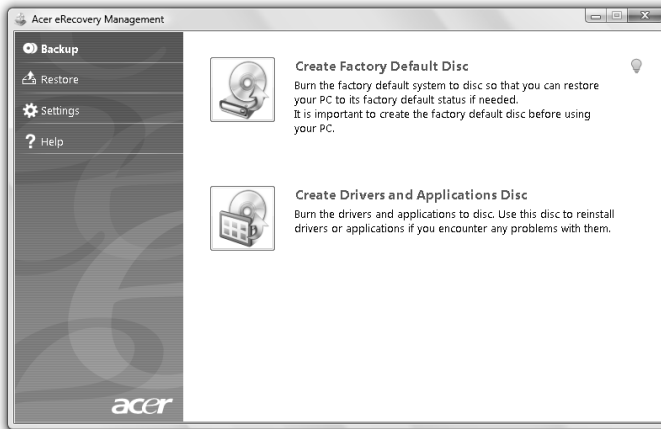 Acer eRecovery Management
Backup
Restore
Settings
Help
Create Factory Default Disc
Burn the factory default system to disc so that you can restore
your PC to its factory default status if needed.
It is important to create the factory default disc before using
your PC.
Create Drivers and Applications Disc
Burn the drivers and applications to disc. Use this disc to reinstall
drivers or applications if you encounter any problems with them.
acer